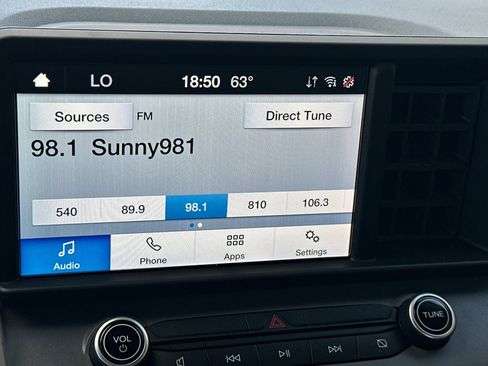 LO 18:50 63°
Sources FM Direct Tune
98.1 Sunny981
540 89.9 98.1 810 106.3
Audio Phone Apps Settings
VOL TUNE